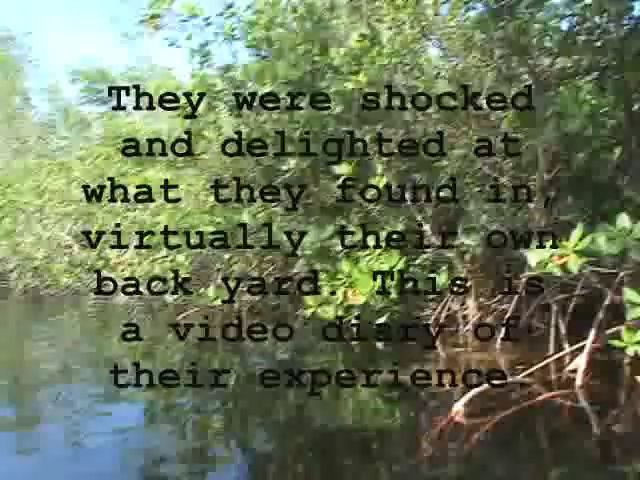 They were shocked
and delighted at
what they found in,
virtually their own
back yard. This is
a video diary of
their experience.